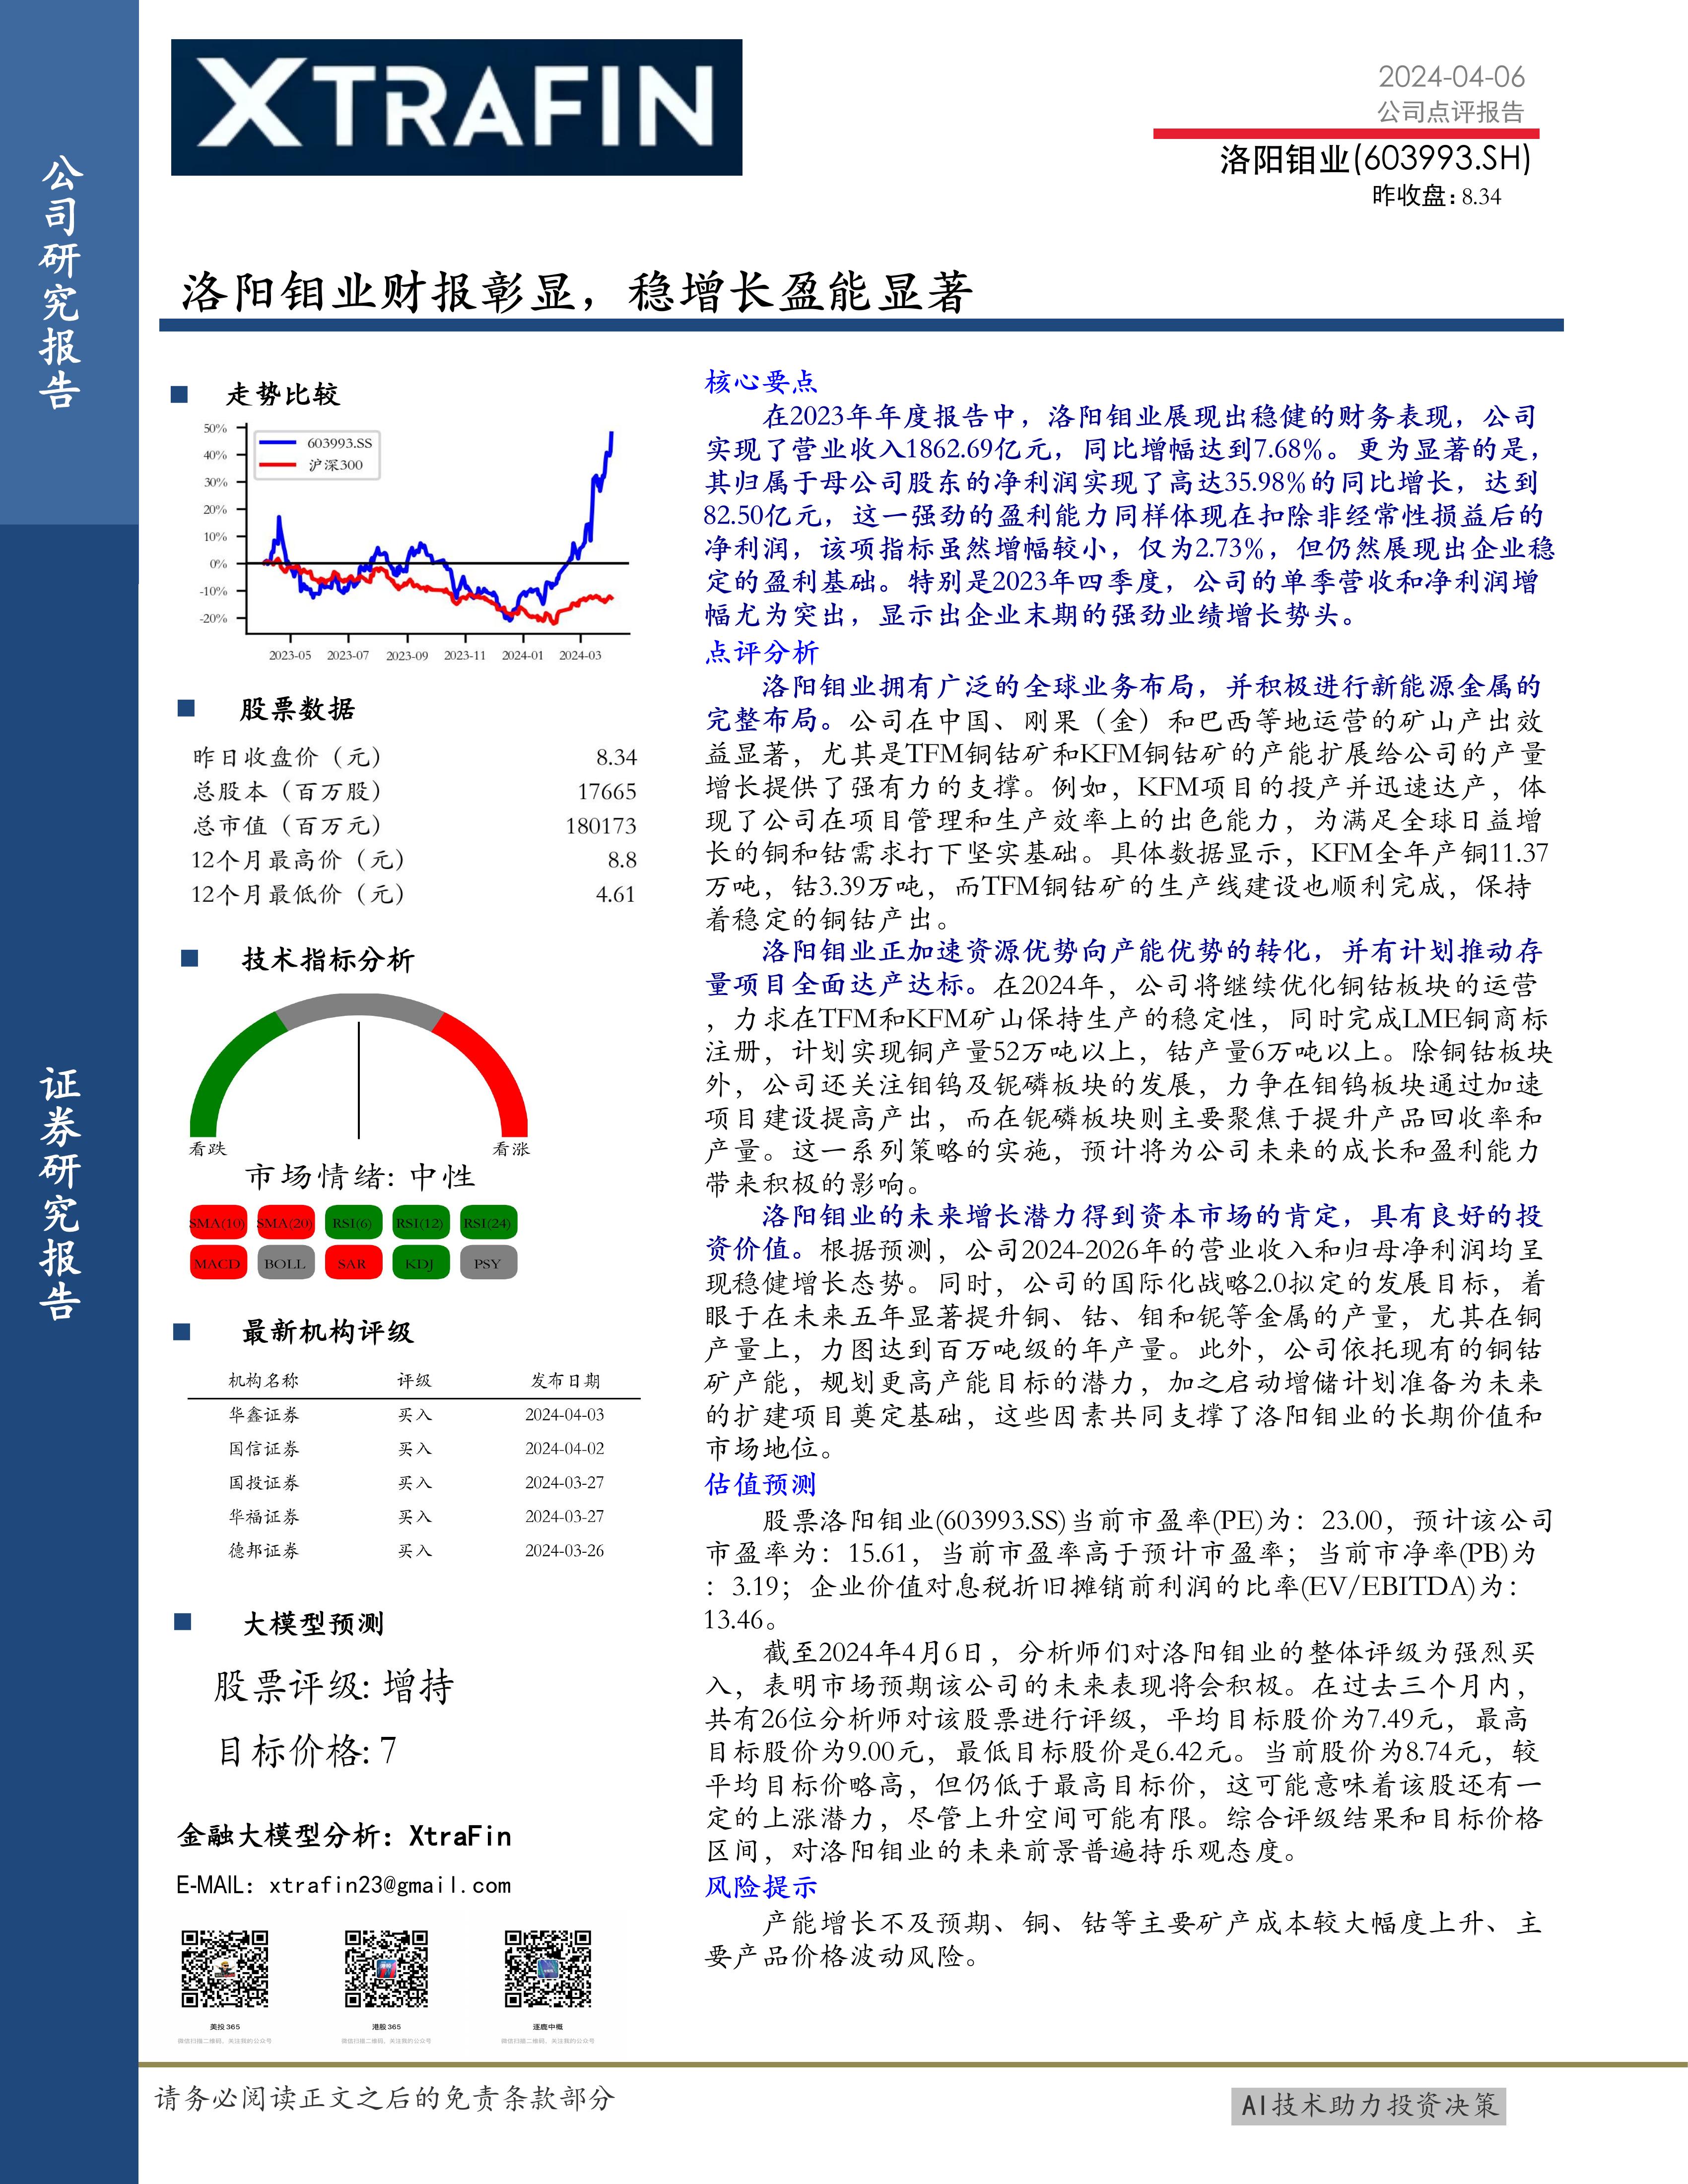 公司研究报告
证券研究报告
XTRAFIN
2024-04-06
公司点评报告
洛阳钼业(603993.SH)
昨收盘：8.34
洛阳钼业财报彰显，稳增长盈能显著
走势比较
50%
40%
30%
20%
10%
0%
-10%
-20%
603993.SS
沪深300
2023-05 2023-07 2023-09 2023-11 2024-01 2024-03
股票数据
昨日收盘价（元） 8.34
总股本（百万股） 17665
总市值（百万元） 180173
12个月最高价（元） 8.8
12个月最低价（元） 4.61
技术指标分析
看跌 看涨
市场情绪: 中性
SMA(10) SMA(20) RSI(6) RSI(12) RSI(24)
MACD BOLL SAR KDJ PSY
最新机构评级
机构名称 评级 发布日期
华鑫证券 买入 2024-04-03
国信证券 买入 2024-04-02
国投证券 买入 2024-03-27
华福证券 买入 2024-03-27
德邦证券 买入 2024-03-26
大模型预测
股票评级: 增持
目标价格: 7
金融大模型分析：XtraFin
E-MAIL：xtrafin23@gmail.com
美投365 港股365 逐鹿中概
微信扫描二维码，关注我的公众号 微信扫描二维码，关注我的公众号 微信扫描二维码，关注我的公众号
核心要点
在2023年年度报告中，洛阳钼业展现出稳健的财务表现，公司
实现了营业收入1862.69亿元，同比增幅达到7.68%。更为显著的是，
其归属于母公司股东的净利润实现了高达35.98%的同比增长，达到
82.50亿元，这一强劲的盈利能力同样体现在扣除非经常性损益后的
净利润，该项指标虽然增幅较小，仅为2.73%，但仍然展现出企业稳
定的盈利基础。特别是2023年四季度，公司的单季营收和净利润增
幅尤为突出，显示出企业末期的强劲业绩增长势头。
点评分析
洛阳钼业拥有广泛的全球业务布局，并积极进行新能源金属的
完整布局。公司在中国、刚果（金）和巴西等地运营的矿山产出效
益显著，尤其是TFM铜钴矿和KFM铜钴矿的产能扩展给公司的产量
增长提供了强有力的支撑。例如，KFM项目的投产并迅速达产，体
现了公司在项目管理和生产效率上的出色能力，为满足全球日益增
长的铜和钴需求打下坚实基础。具体数据显示，KFM全年产铜11.37
万吨，钴3.39万吨，而TFM铜钴矿的生产线建设也顺利完成，保持
着稳定的铜钴产出。
洛阳钼业正加速资源优势向产能优势的转化，并有计划推动存
量项目全面达产达标。在2024年，公司将继续优化铜钴板块的运营
，力求在TFM和KFM矿山保持生产的稳定性，同时完成LME铜商标
注册，计划实现铜产量52万吨以上，钴产量6万吨以上。除铜钴板块
外，公司还关注钼钨及铌磷板块的发展，力争在钼钨板块通过加速
项目建设提高产出，而在铌磷板块则主要聚焦于提升产品回收率和
产量。这一系列策略的实施，预计将为公司未来的成长和盈利能力
带来积极的影响。
洛阳钼业的未来增长潜力得到资本市场的肯定，具有良好的投
资价值。根据预测，公司2024-2026年的营业收入和归母净利润均呈
现稳健增长态势。同时，公司的国际化战略2.0拟定的发展目标，着
眼于在未来五年显著提升铜、钴、钼和铌等金属的产量，尤其在铜
产量上，力图达到百万吨级的年产量。此外，公司依托现有的铜钴
矿产能，规划更高产能目标的潜力，加之启动增储计划准备为未来
的扩建项目奠定基础，这些因素共同支撑了洛阳钼业的长期价值和
市场地位。
估值预测
股票洛阳钼业(603993.SS)当前市盈率(PE)为：23.00，预计该公司
市盈率为：15.61，当前市盈率高于预计市盈率；当前市净率(PB)为
：3.19；企业价值对息税折旧摊销前利润的比率(EV/EBITDA)为：
13.46。
截至2024年4月6日，分析师们对洛阳钼业的整体评级为强烈买
入，表明市场预期该公司的未来表现将会积极。在过去三个月内，
共有26位分析师对该股票进行评级，平均目标股价为7.49元，最高
目标股价为9.00元，最低目标股价是6.42元。当前股价为8.74元，较
平均目标价略高，但仍低于最高目标价，这可能意味着该股还有一
定的上涨潜力，尽管上升空间可能有限。综合评级结果和目标价格
区间，对洛阳钼业的未来前景普遍持乐观态度。
风险提示
产能增长不及预期、铜、钴等主要矿产成本较大幅度上升、主
要产品价格波动风险。
请务必阅读正文之后的免责条款部分
AI技术助力投资决策